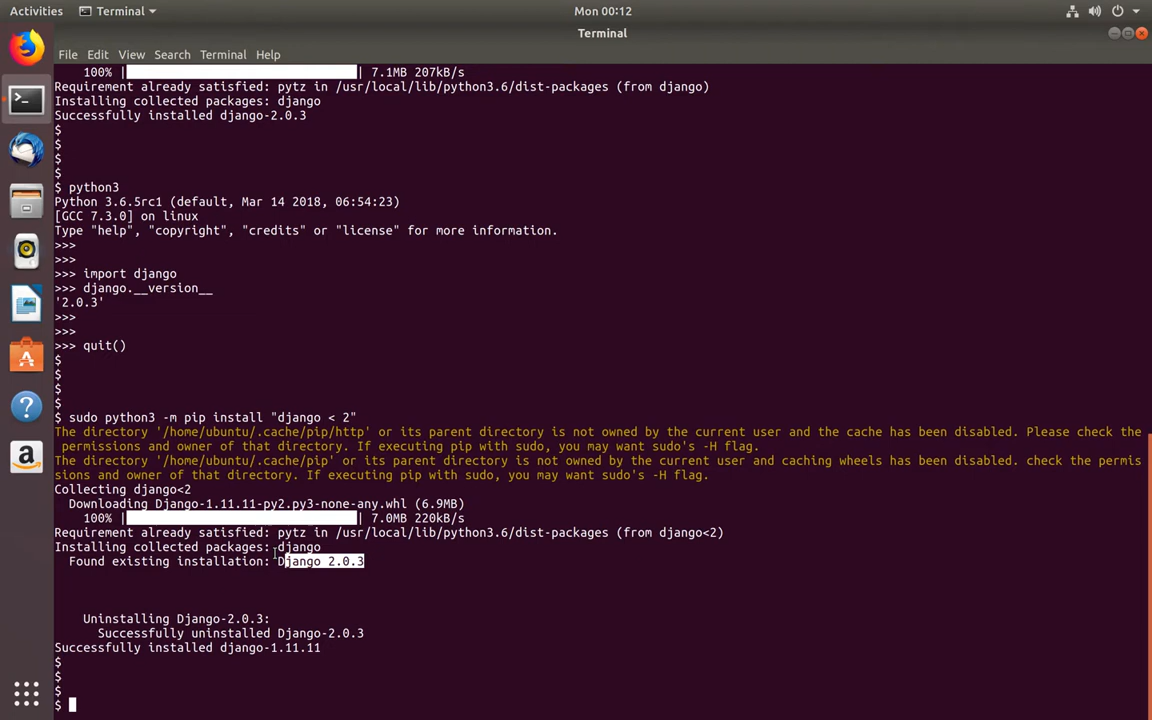 Activities
Terminal
Mon 00:12
Terminal
File Edit View Search Terminal Help
100% | | 7.1MB 207kB/s
Requirement already satisfied: pytz in /usr/local/lib/python3.6/dist-packages (from django)
Installing collected packages: django
Successfully installed django-2.0.3
$
$
$
$ python3
Python 3.6.5rc1 (default, Mar 14 2018, 06:54:23)
[GCC 7.3.0] on linux
Type "help", "copyright", "credits" or "license" for more information.
>>>
>>>
>>> import django
>>> django.__version__
'2.0.3'
>>>
>>>
>>> quit()
$
$
$
$
$ sudo python3 -m pip install "django < 2"
The directory '/home/ubuntu/.cache/pip/http' or its parent directory is not owned by the current user and the cache has been disabled. Please check the
permissions and owner of that directory. If executing pip with sudo, you may want sudo's -H flag.
The directory '/home/ubuntu/.cache/pip' or its parent directory is not owned by the current user and caching wheels has been disabled. check the permis
sions and owner of that directory. If executing pip with sudo, you may want sudo's -H flag.
Collecting django<2
Downloading Django-1.11.11-py2.py3-none-any.whl (6.9MB)
100% | | 7.0MB 220kB/s
Requirement already satisfied: pytz in /usr/local/lib/python3.6/dist-packages (from django<2)
Installing collected packages: django
Found existing installation: Django 2.0.3
Uninstalling Django-2.0.3:
Successfully uninstalled Django-2.0.3
Successfully installed django-1.11.11
$
$
$
$